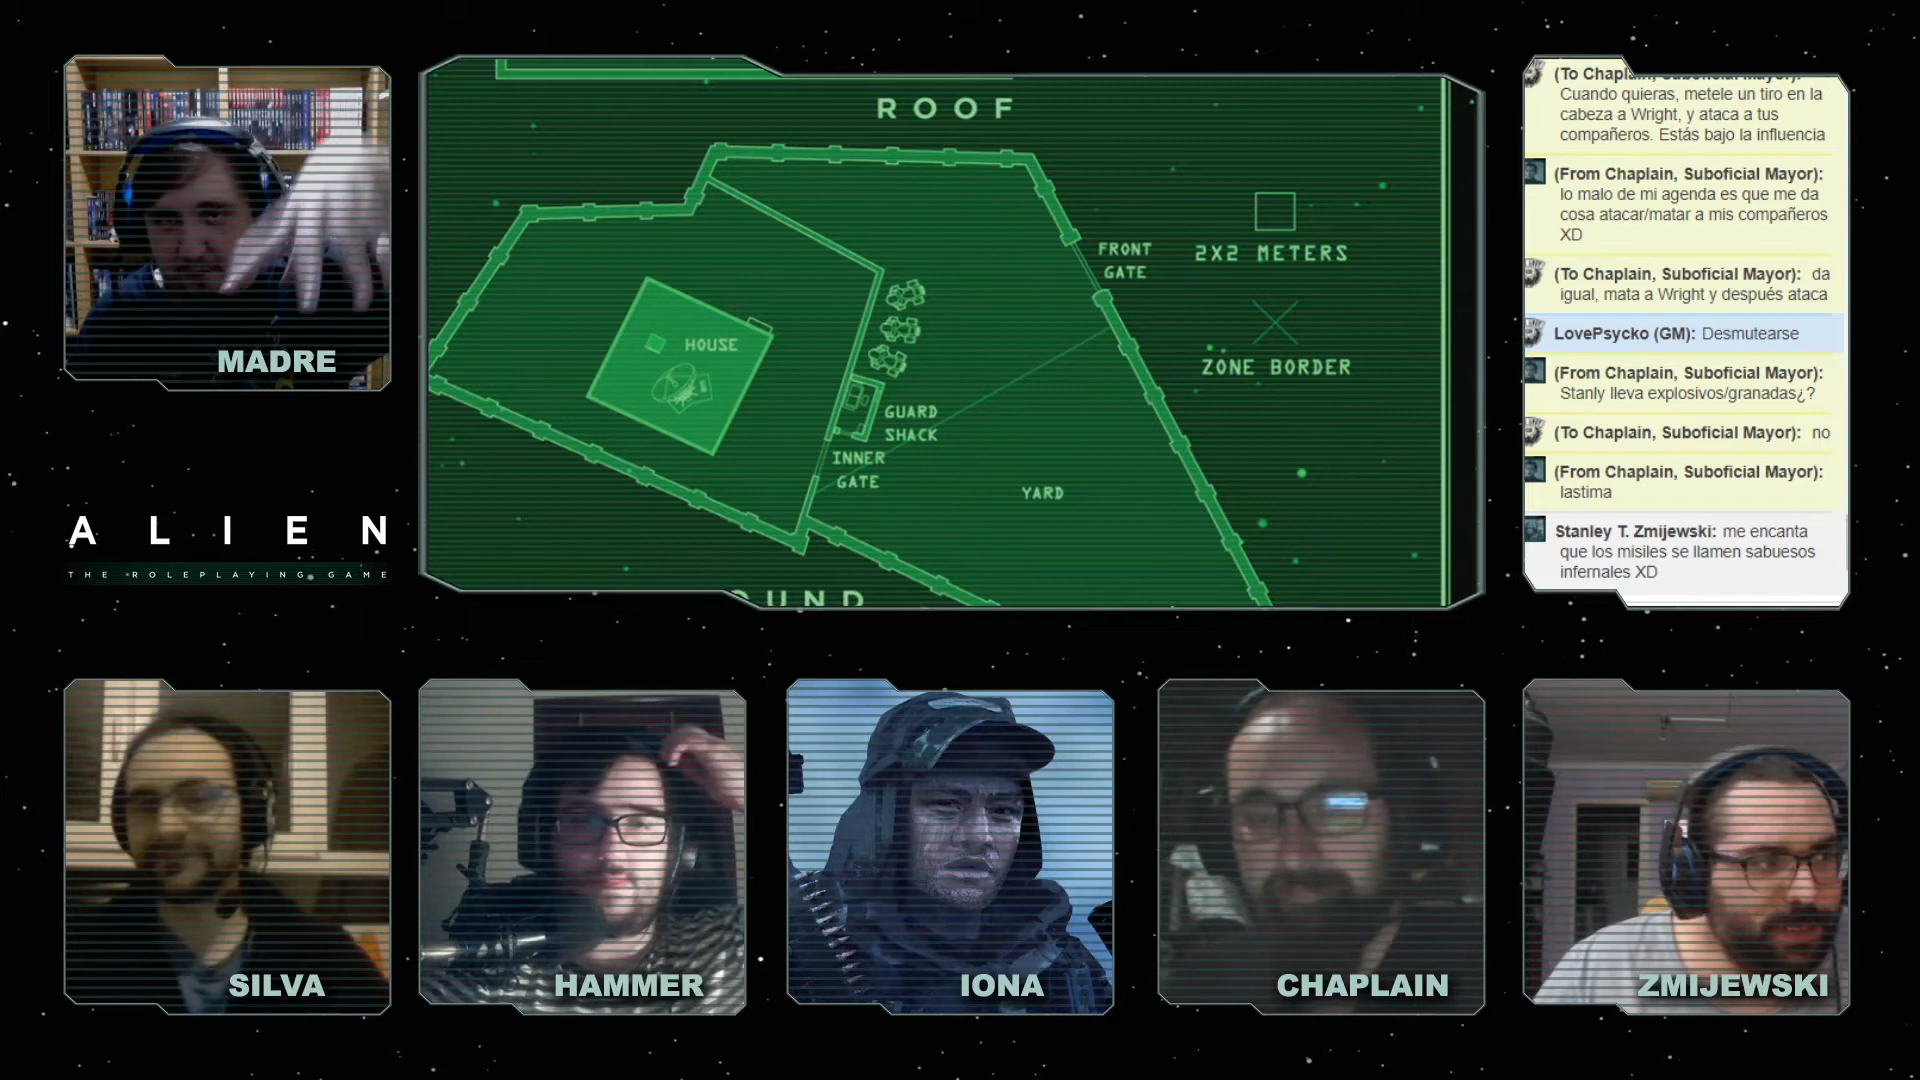 MADRE
ALIEN
THE ROLEPLAYING GAME
ROOF
FRONT
GATE
2X2 METERS
ZONE BORDER
HOUSE
GUARD
SHACK
INNER
GATE
YARD
(To Chaplain, Suboficial Mayor):
Cuando quieras, metele un tiro en la
cabeza a Wright, y ataca a tus
compañeros. Estás bajo la influencia
(From Chaplain, Suboficial Mayor):
lo malo de mi agenda es que me da
cosa atacar/matar a mis compañeros
XD
(To Chaplain, Suboficial Mayor): da
igual, mata a Wright y después ataca
LovePsycko (GM): Desmutearse
(From Chaplain, Suboficial Mayor):
Stanly lleva explosivos/granadas¿?
(To Chaplain, Suboficial Mayor): no
(From Chaplain, Suboficial Mayor):
lastima
Stanley T. Zmijewski: me encanta
que los misiles se llamen sabuesos
infernales XD
SILVA
HAMMER
IONA
CHAPLAIN
ZMIJEWSKI